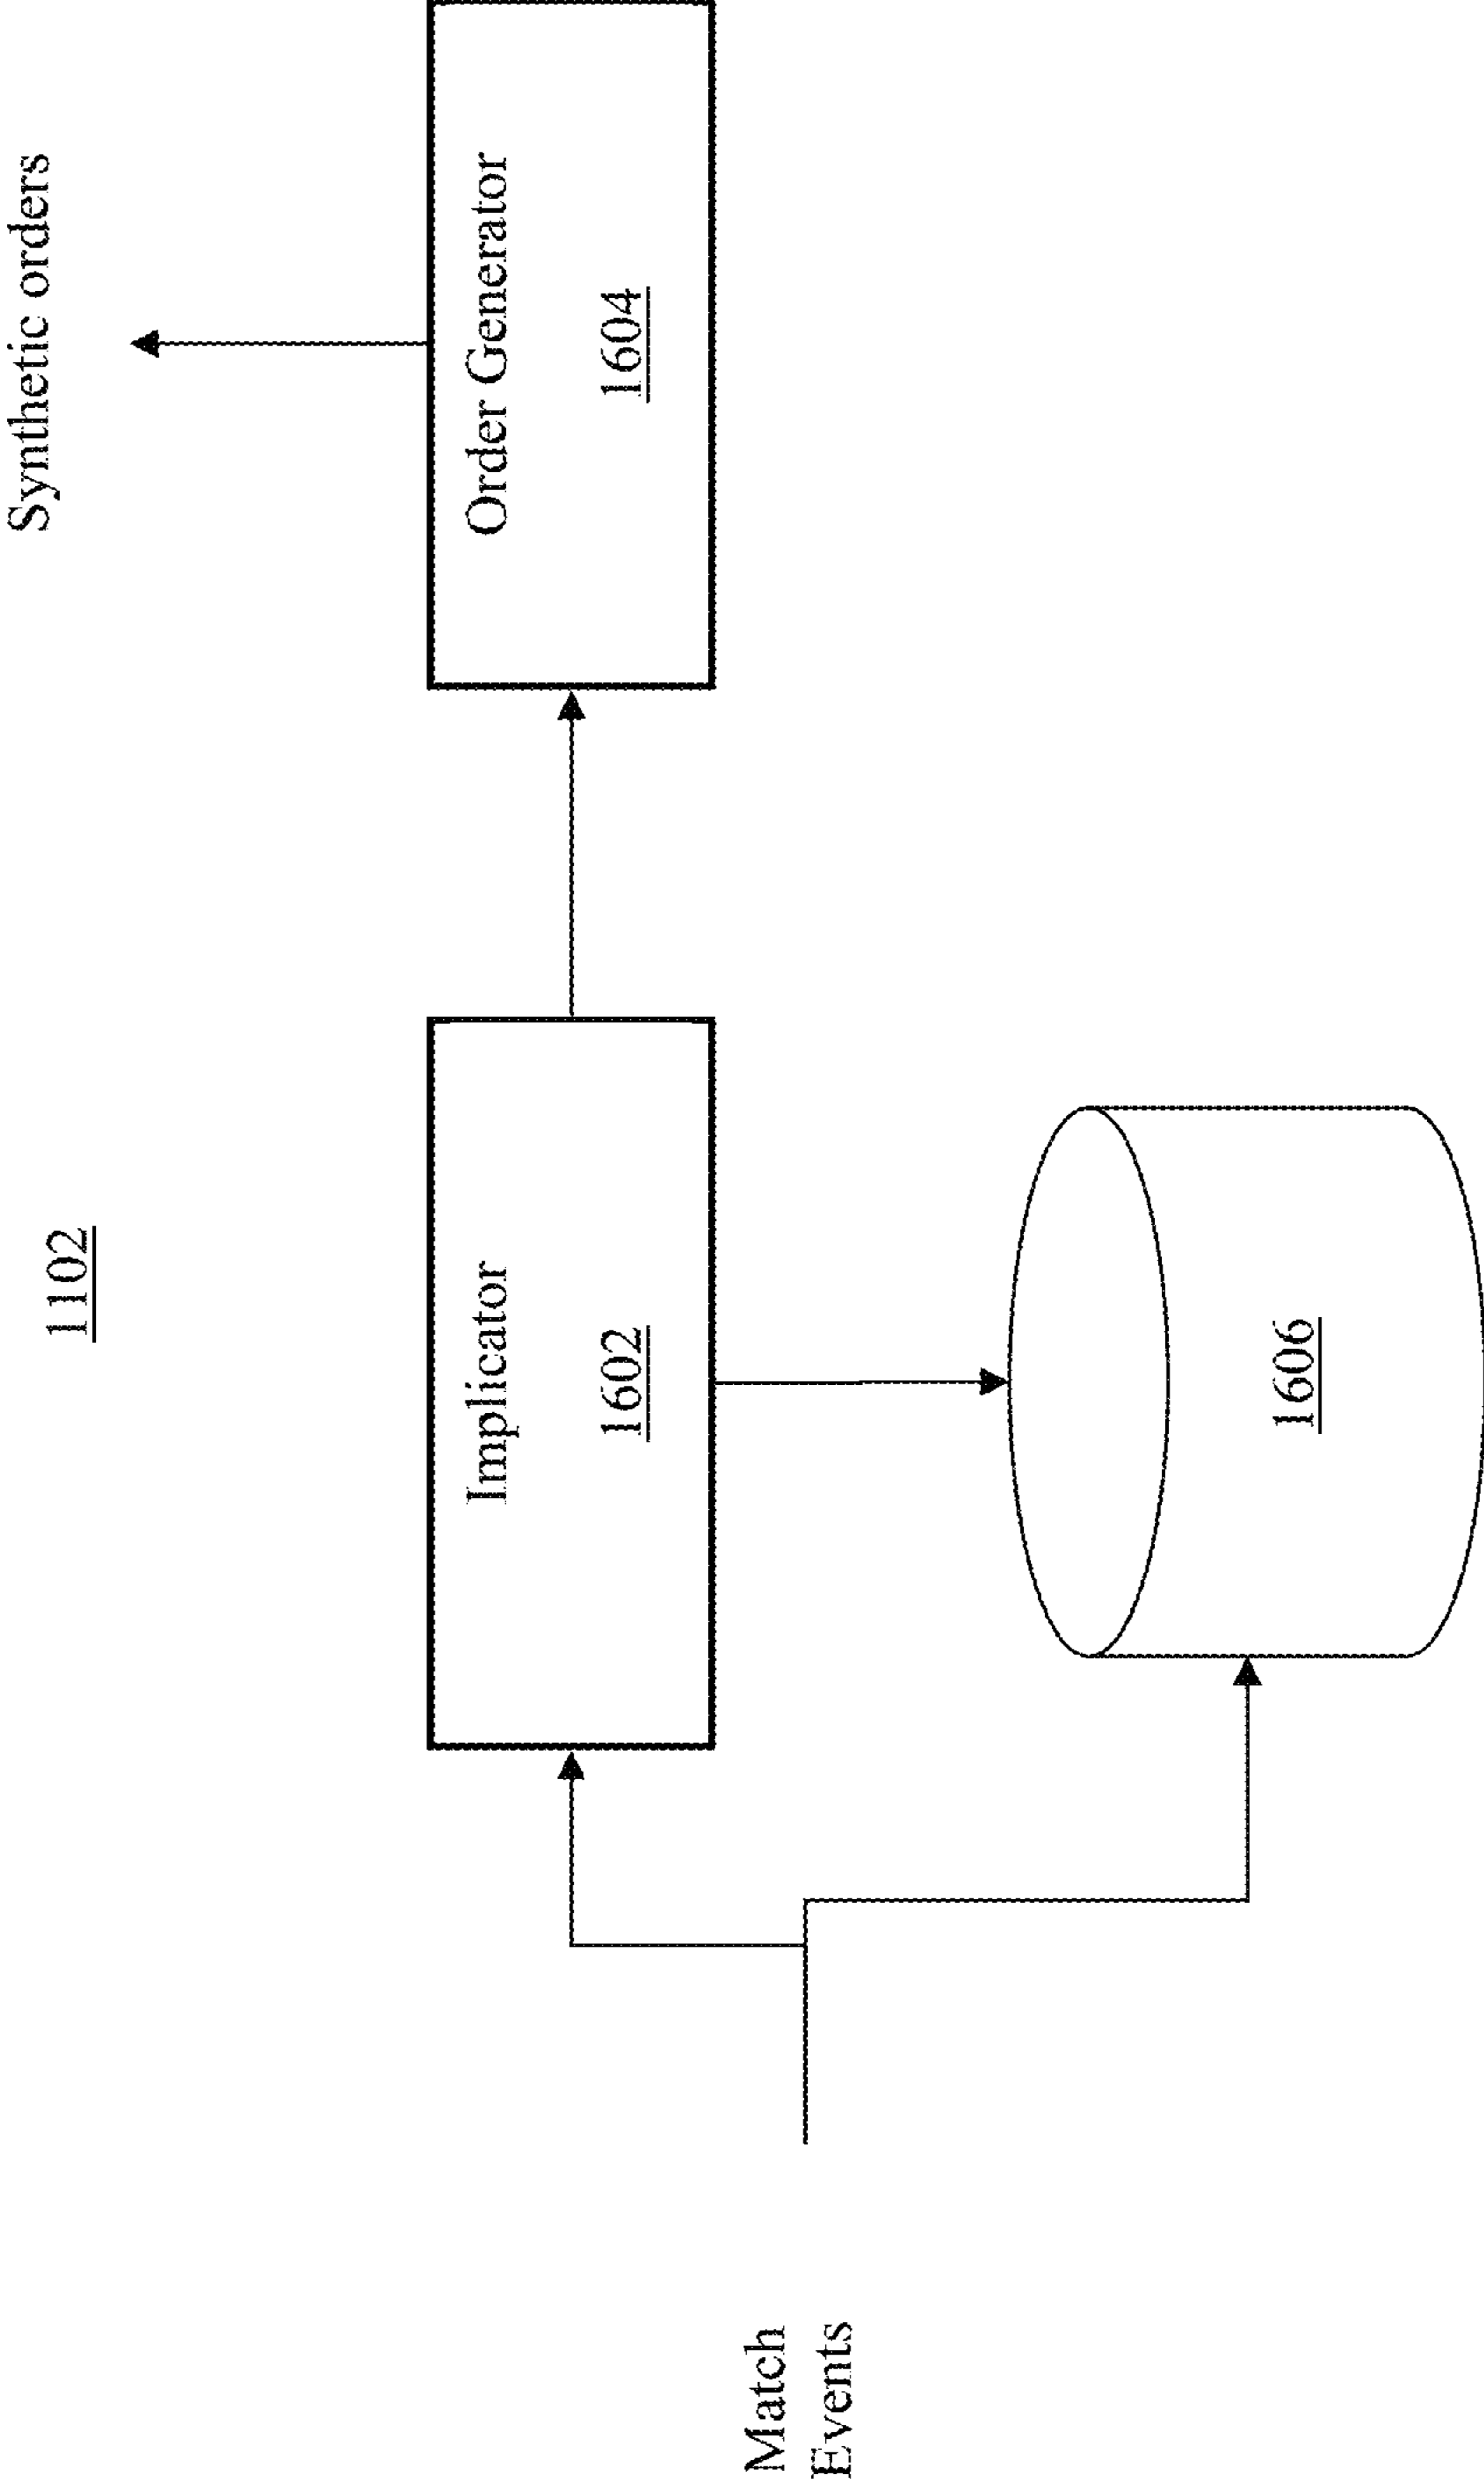 1102
Synthetic orders
Implicator
1602
Order Generator
1604
Match
Events
1606